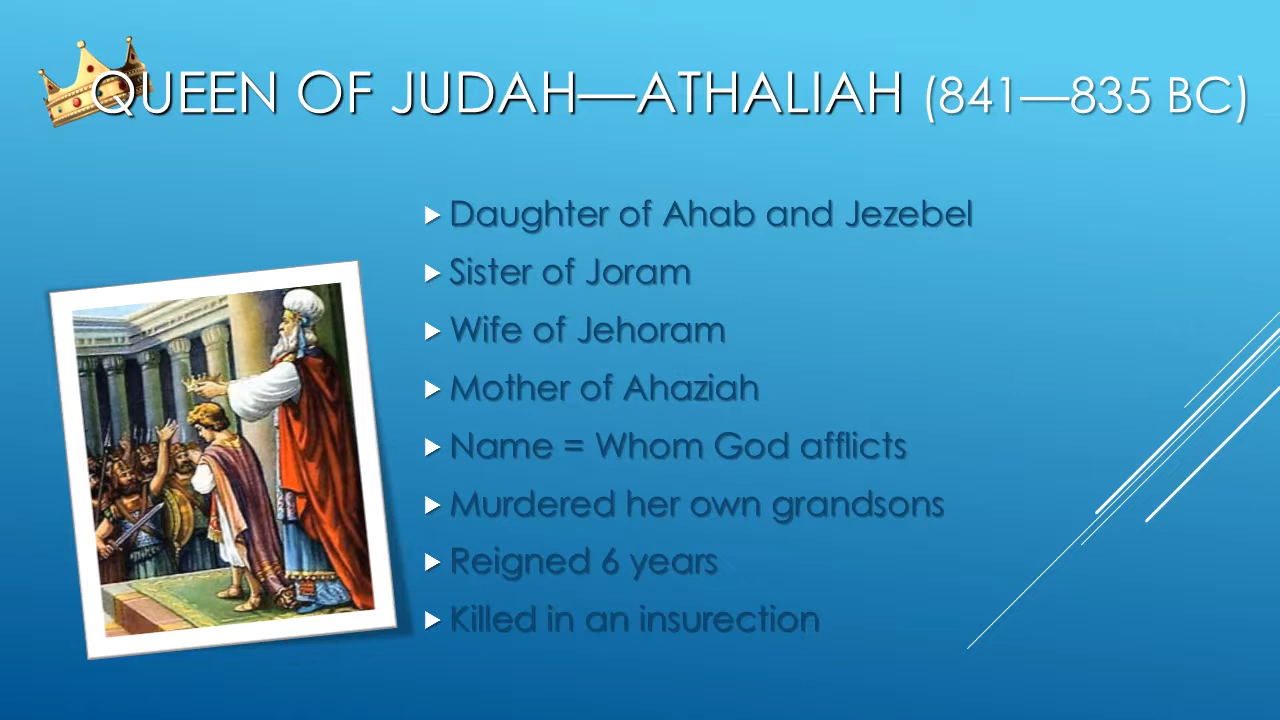 QUEEN OF JUDAH—ATHALIAH (841—835 BC)
Daughter of Ahab and Jezebel
Sister of Joram
Wife of Jehoram
Mother of Ahaziah
Name = Whom God afflicts
Murdered her own grandsons
Reigned 6 years
Killed in an insurection